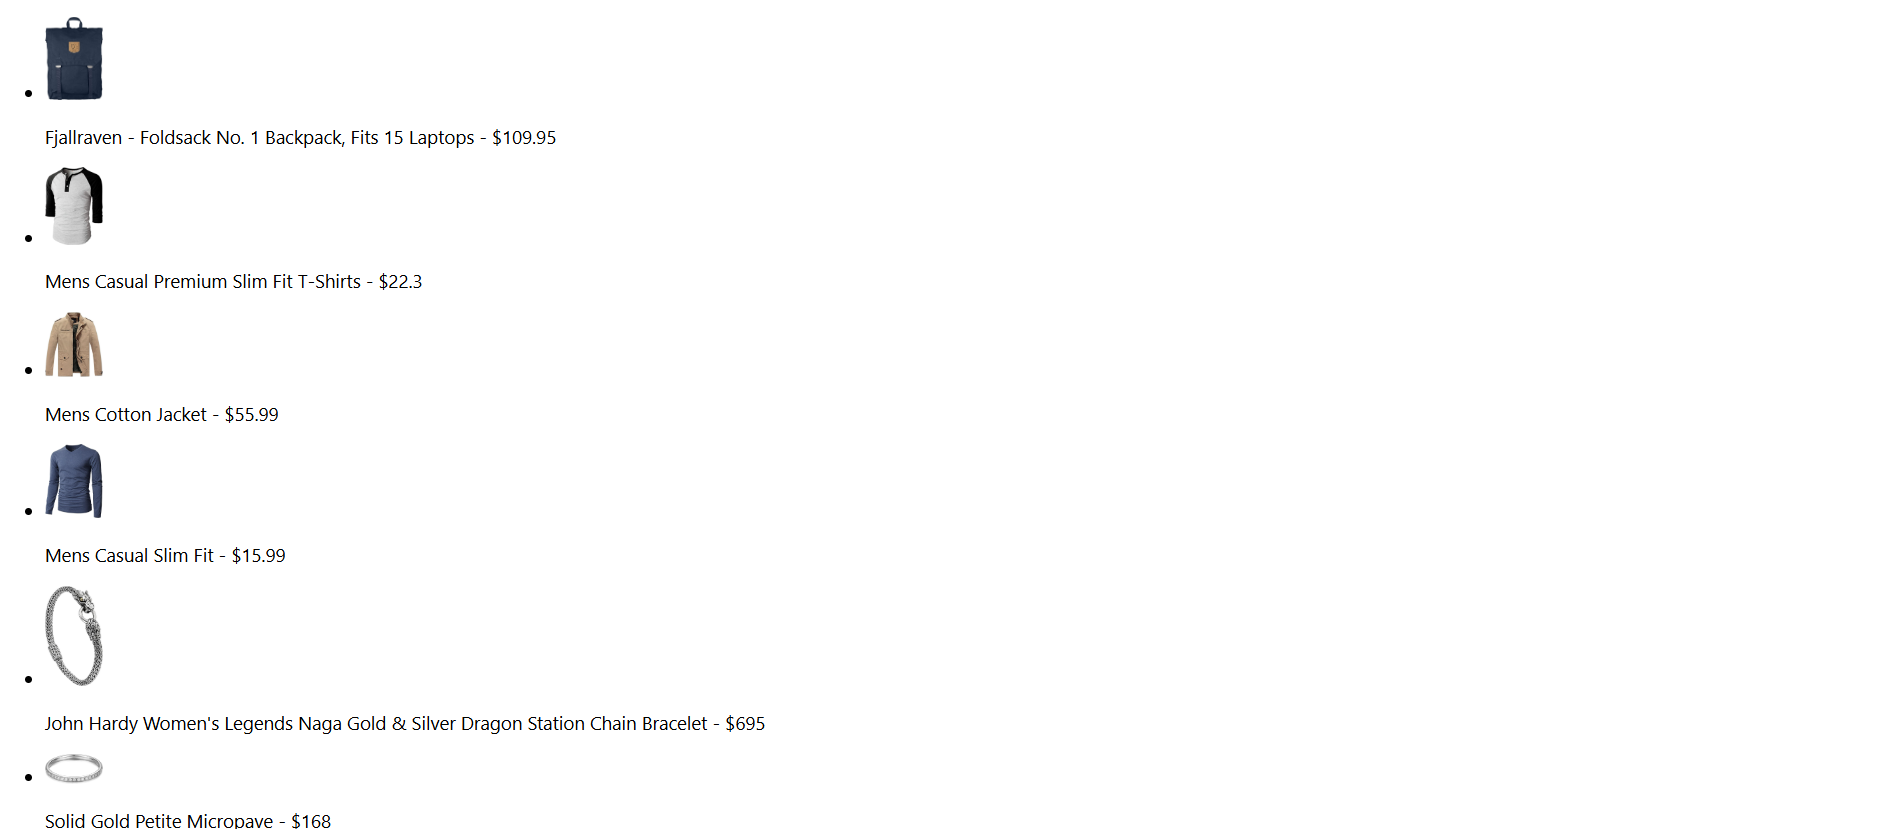 Fjallraven - Foldsack No. 1 Backpack, Fits 15 Laptops - $109.95
Mens Casual Premium Slim Fit T-Shirts - $22.3
Mens Cotton Jacket - $55.99
Mens Casual Slim Fit - $15.99
John Hardy Women's Legends Naga Gold & Silver Dragon Station Chain Bracelet - $695
Solid Gold Petite Micropave - $168